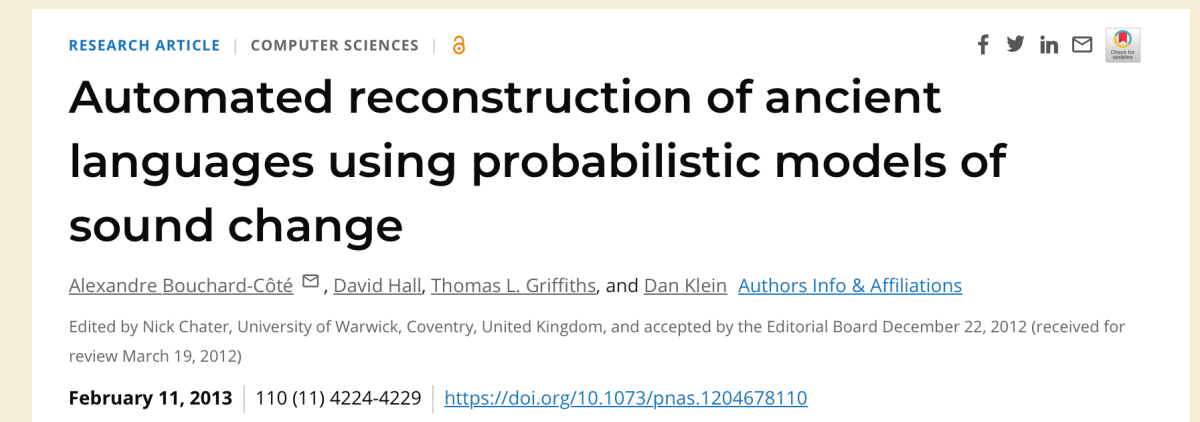 RESEARCH ARTICLE | COMPUTER SCIENCES |
Check for
updates
Automated reconstruction of ancient
languages using probabilistic models of
sound change
Alexandre Bouchard-Côté , David Hall, Thomas L. Griffiths, and Dan Klein Authors Info & Affiliations
Edited by Nick Chater, University of Warwick, Coventry, United Kingdom, and accepted by the Editorial Board December 22, 2012 (received for
review March 19, 2012)
February 11, 2013 | 110 (11) 4224-4229 | https://doi.org/10.1073/pnas.1204678110